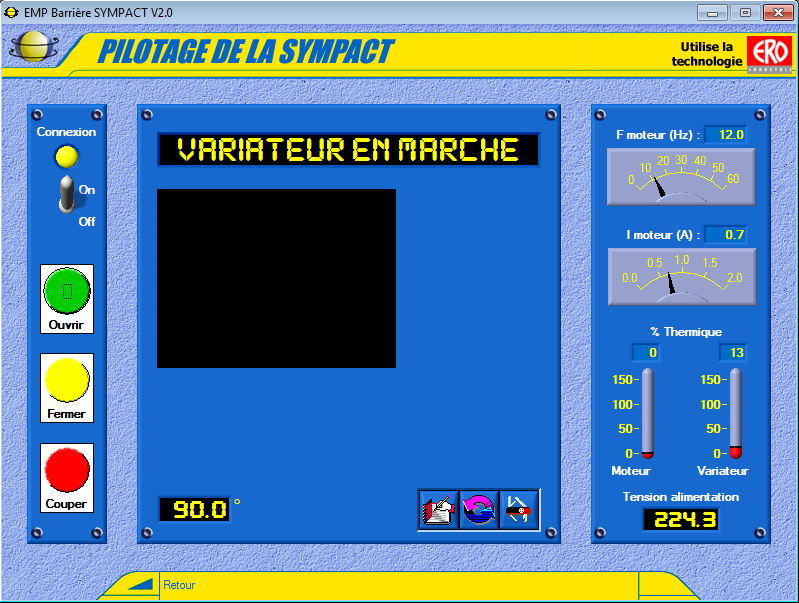 EMP Barrière SYMPACT V2.0
PILOTAGE DE LA SYMPACT
Utilise la
technologie
ERO
Connexion
On
Off
Ouvrir
Fermer
Couper
VARIATEUR EN MARCHE
90.0 °
F moteur (Hz) : 12.0
0 10 20 30 40 50 60
I moteur (A) : 0.7
0.0 0.5 1.0 1.5 2.0
% Thermique
0 13
150 150
100 100
50 50
0 0
Moteur Variateur
Tension alimentation
224.3
Retour